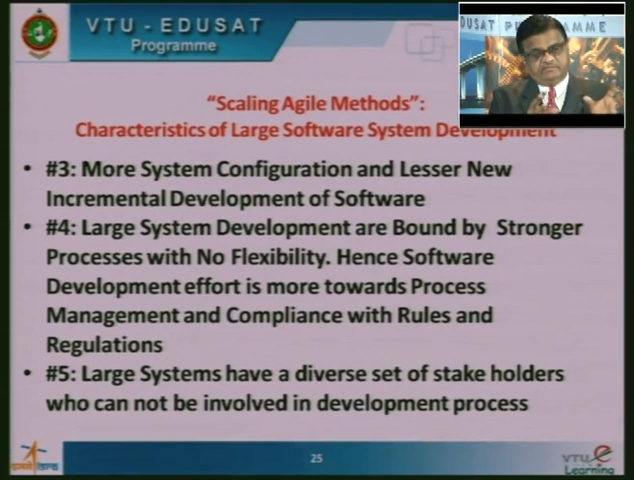 VTU - EDUSAT
Programme
EDUSAT PROGRAMME
"Scaling Agile Methods":
Characteristics of Large Software System Development
• #3: More System Configuration and Lesser New
Incremental Development of Software
• #4: Large System Development are Bound by Stronger
Processes with No Flexibility. Hence Software
Development effort is more towards Process
Management and Compliance with Rules and
Regulations
• #5: Large Systems have a diverse set of stake holders
who can not be involved in development process
25
VTU e
Learning